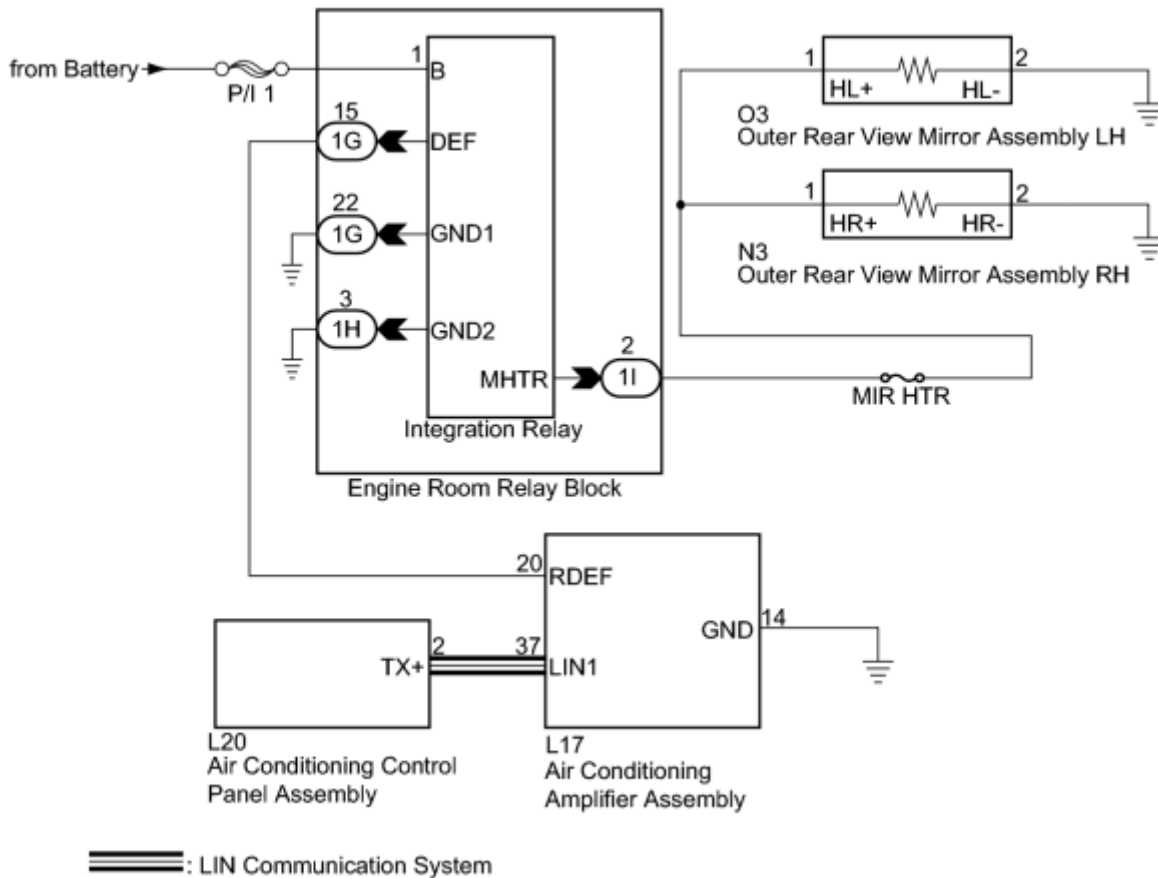 from Battery
P/I 1
1
B
15
1G
DEF
22
1G
GND1
3
1H
GND2
MHTR
2
1I
Integration Relay
Engine Room Relay Block
1
HL+
HL-
2
O3
Outer Rear View Mirror Assembly LH
1
HR+
HR-
2
N3
Outer Rear View Mirror Assembly RH
MIR HTR
20
RDEF
GND
14
TX+
2
37
LIN1
L20
Air Conditioning Control
Panel Assembly
L17
Air Conditioning
Amplifier Assembly
: LIN Communication System